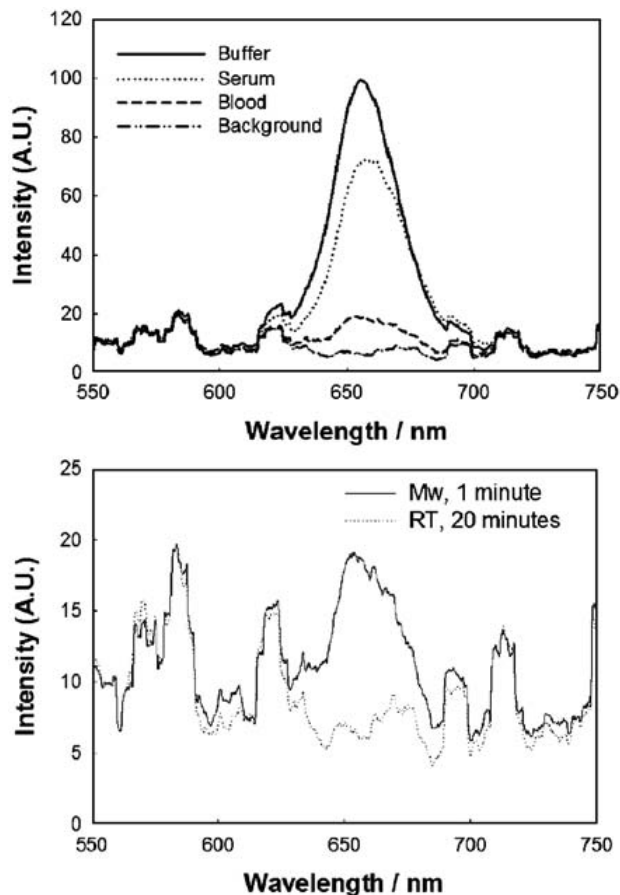 120
100
80
60
40
20
0
Intensity (A.U.)
Buffer
Serum
Blood
Background
550 600 650 700 750
Wavelength / nm
25
20
15
10
5
0
Intensity (A.U.)
Mw, 1 minute
RT, 20 minutes
550 600 650 700 750
Wavelength / nm